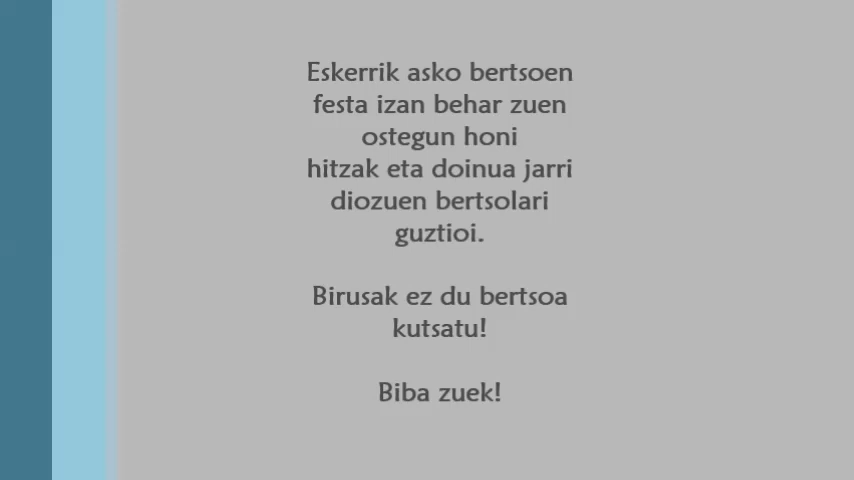 Eskerrik asko bertsoen
festa izan behar zuen
ostegun honi
hitzak eta doinua jarri
diozuen bertsolari
guztioi.
Birusak ez du bertsoa
kutsatu!
Biba zuek!